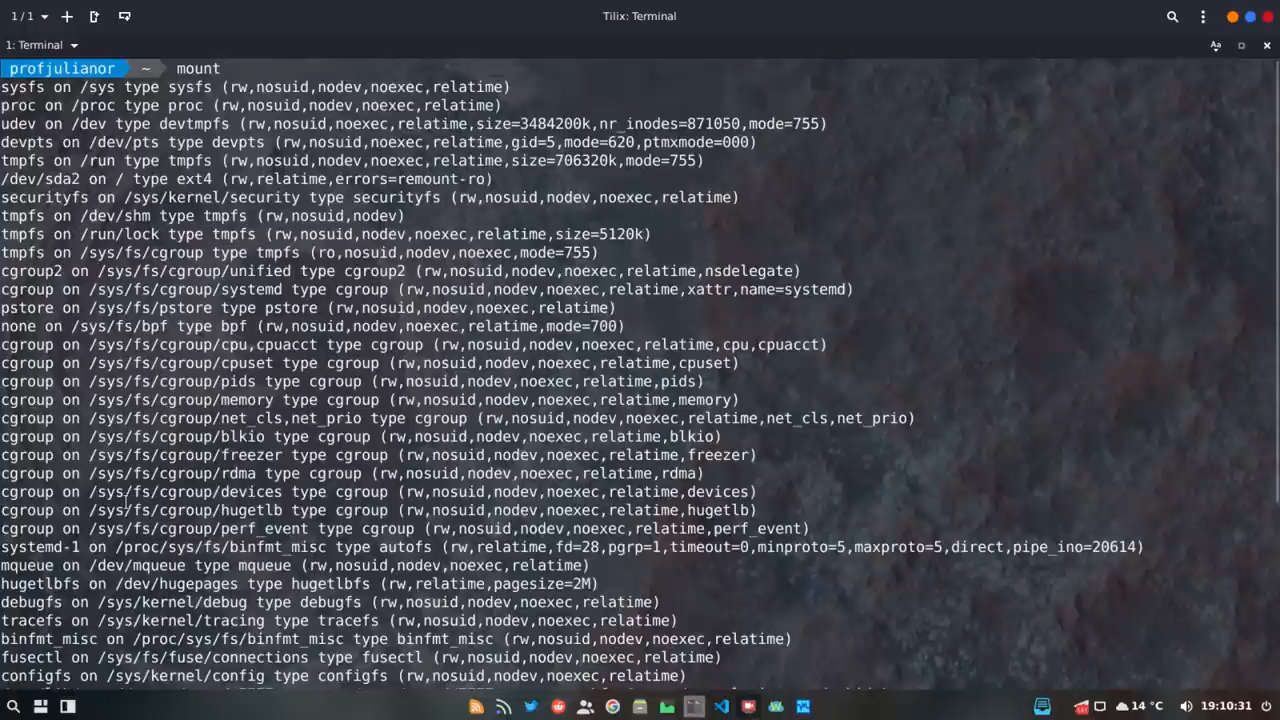 1 / 1
Tilix: Terminal
1: Terminal
profjulianor ~ mount
sysfs on /sys type sysfs (rw,nosuid,nodev,noexec,relatime)
proc on /proc type proc (rw,nosuid,nodev,noexec,relatime)
udev on /dev type devtmpfs (rw,nosuid,noexec,relatime,size=3484200k,nr_inodes=871050,mode=755)
devpts on /dev/pts type devpts (rw,nosuid,noexec,relatime,gid=5,mode=620,ptmxmode=000)
tmpfs on /run type tmpfs (rw,nosuid,nodev,noexec,relatime,size=706320k,mode=755)
/dev/sda2 on / type ext4 (rw,relatime,errors=remount-ro)
securityfs on /sys/kernel/security type securityfs (rw,nosuid,nodev,noexec,relatime)
tmpfs on /dev/shm type tmpfs (rw,nosuid,nodev)
tmpfs on /run/lock type tmpfs (rw,nosuid,nodev,noexec,relatime,size=5120k)
tmpfs on /sys/fs/cgroup type tmpfs (ro,nosuid,nodev,noexec,mode=755)
cgroup2 on /sys/fs/cgroup/unified type cgroup2 (rw,nosuid,nodev,noexec,relatime,nsdelegate)
cgroup on /sys/fs/cgroup/systemd type cgroup (rw,nosuid,nodev,noexec,relatime,xattr,name=systemd)
pstore on /sys/fs/pstore type pstore (rw,nosuid,nodev,noexec,relatime)
none on /sys/fs/bpf type bpf (rw,nosuid,nodev,noexec,relatime,mode=700)
cgroup on /sys/fs/cgroup/cpu,cpuacct type cgroup (rw,nosuid,nodev,noexec,relatime,cpu,cpuacct)
cgroup on /sys/fs/cgroup/cpuset type cgroup (rw,nosuid,nodev,noexec,relatime,cpuset)
cgroup on /sys/fs/cgroup/pids type cgroup (rw,nosuid,nodev,noexec,relatime,pids)
cgroup on /sys/fs/cgroup/memory type cgroup (rw,nosuid,nodev,noexec,relatime,memory)
cgroup on /sys/fs/cgroup/net_cls,net_prio type cgroup (rw,nosuid,nodev,noexec,relatime,net_cls,net_prio)
cgroup on /sys/fs/cgroup/blkio type cgroup (rw,nosuid,nodev,noexec,relatime,blkio)
cgroup on /sys/fs/cgroup/freezer type cgroup (rw,nosuid,nodev,noexec,relatime,freezer)
cgroup on /sys/fs/cgroup/rdma type cgroup (rw,nosuid,nodev,noexec,relatime,rdma)
cgroup on /sys/fs/cgroup/devices type cgroup (rw,nosuid,nodev,noexec,relatime,devices)
cgroup on /sys/fs/cgroup/hugetlb type cgroup (rw,nosuid,nodev,noexec,relatime,hugetlb)
cgroup on /sys/fs/cgroup/perf_event type cgroup (rw,nosuid,nodev,noexec,relatime,perf_event)
systemd-1 on /proc/sys/fs/binfmt_misc type autofs (rw,relatime,fd=28,pgrp=1,timeout=0,minproto=5,maxproto=5,direct,pipe_ino=20614)
mqueue on /dev/mqueue type mqueue (rw,nosuid,nodev,noexec,relatime)
hugetlbfs on /dev/hugepages type hugetlbfs (rw,relatime,pagesize=2M)
debugfs on /sys/kernel/debug type debugfs (rw,nosuid,nodev,noexec,relatime)
tracefs on /sys/kernel/tracing type tracefs (rw,nosuid,nodev,noexec,relatime)
binfmt_misc on /proc/sys/fs/binfmt_misc type binfmt_misc (rw,nosuid,nodev,noexec,relatime)
fusectl on /sys/fs/fuse/connections type fusectl (rw,nosuid,nodev,noexec,relatime)
configfs on /sys/kernel/config type configfs (rw,nosuid,nodev,noexec,relatime)
14 °C
19:10:31